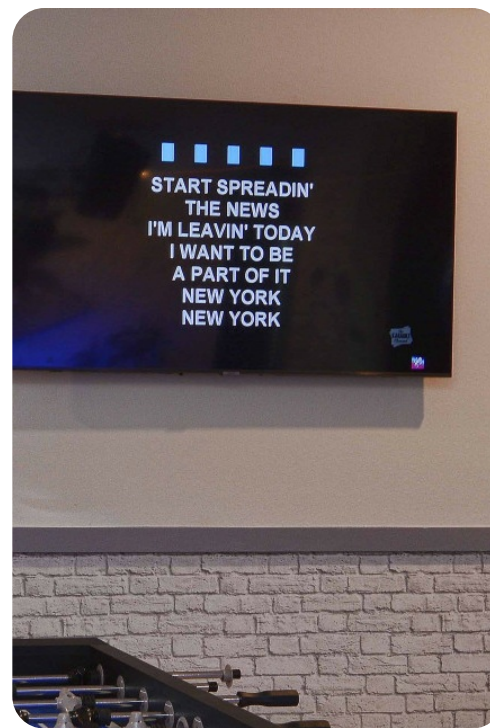 START SPREADIN'
THE NEWS
I'M LEAVIN' TODAY
I WANT TO BE
A PART OF IT
NEW YORK
NEW YORK